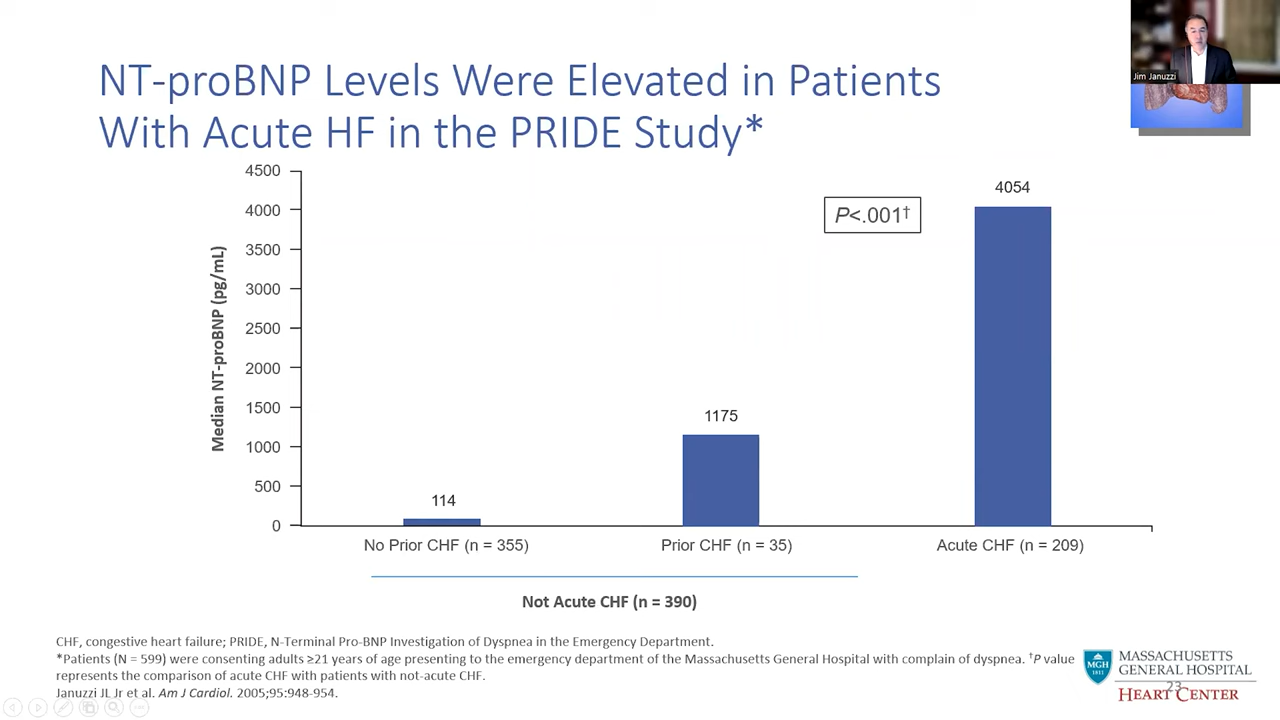 NT-proBNP Levels Were Elevated in Patients
With Acute HF in the PRIDE Study*
Jim Januzzi
Median NT-proBNP (pg/mL)
4500
4000
3500
3000
2500
2000
1500
1000
500
0
114
1175
4054
P<.001†
No Prior CHF (n = 355)
Prior CHF (n = 35)
Acute CHF (n = 209)
Not Acute CHF (n = 390)
CHF, congestive heart failure; PRIDE, N-Terminal Pro-BNP Investigation of Dyspnea in the Emergency Department.
*Patients (N = 599) were consenting adults ≥21 years of age presenting to the emergency department of the Massachusetts General Hospital with complain of dyspnea. †P value
represents the comparison of acute CHF with patients with not-acute CHF.
Januzzi JL Jr et al. Am J Cardiol. 2005;95:948-954.
MGH
1811
MASSACHUSETTS
GENERAL HOSPITAL
HEART CENTER
23